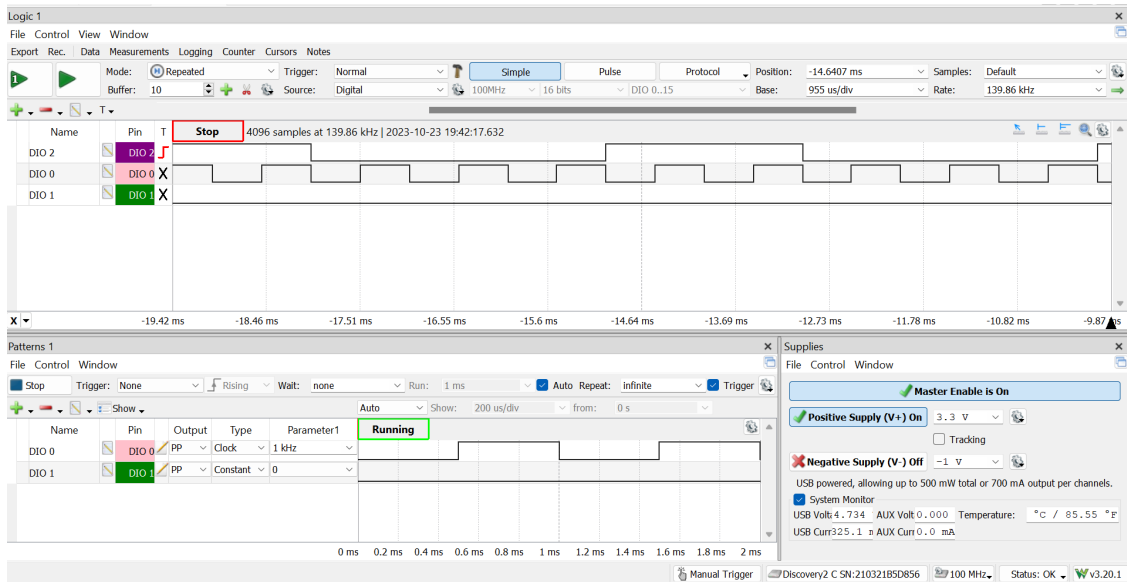 Logic 1
File Control View Window
Export Rec. Data Measurements Logging Counter Cursors Notes
Mode: Repeated Trigger: Normal Simple Pulse Protocol Position: -14.6407 ms Samples: Default
Buffer: 10 Source: Digital 100MHz 16 bits DIO 0..15 Base: 955 us/div Rate: 139.86 kHz
T
Name Pin T Stop 4096 samples at 139.86 kHz | 2023-10-23 19:42:17.632
DIO 2 DIO 2
DIO 0 DIO 0 X
DIO 1 DIO 1 X
X -19.42 ms -18.46 ms -17.51 ms -16.55 ms -15.6 ms -14.64 ms -13.69 ms -12.73 ms -11.78 ms -10.82 ms -9.87
Patterns 1
File Control Window
Stop Trigger: None Rising Wait: none Run: 1 ms Auto Repeat: infinite Trigger
Show Auto Show: 200 us/div from: 0 s
Name Pin Output Type Parameter1 Running
DIO 0 DIO 0 PP Clock 1 kHz
DIO 1 DIO 1 PP Constant 0
0 ms 0.2 ms 0.4 ms 0.6 ms 0.8 ms 1 ms 1.2 ms 1.4 ms 1.6 ms 1.8 ms 2 ms
Supplies
File Control Window
Master Enable is On
Positive Supply (V+) On 3.3 V
Tracking
Negative Supply (V-) Off -1 V
USB powered, allowing up to 500 mW total or 700 mA output per channels.
System Monitor
USB Volt: 4.734 AUX Volt 0.000 Temperature: °C / 85.55 °F
USB Curr 325.1 AUX Curr 0.0 mA
Manual Trigger Discovery2 C SN:210321B5D856 100 MHz Status: OK v3.20.1